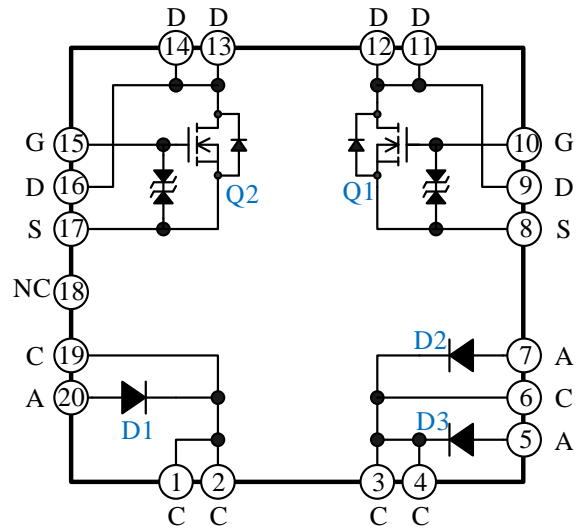 D D D D
14 13 12 11
G 15 10 G
D 16 Q2 Q1 9 D
S 17 8 S
NC 18
C 19 D2 7 A
A 20 D1 6 C
D3 5 A
1 2 3 4
C C C C